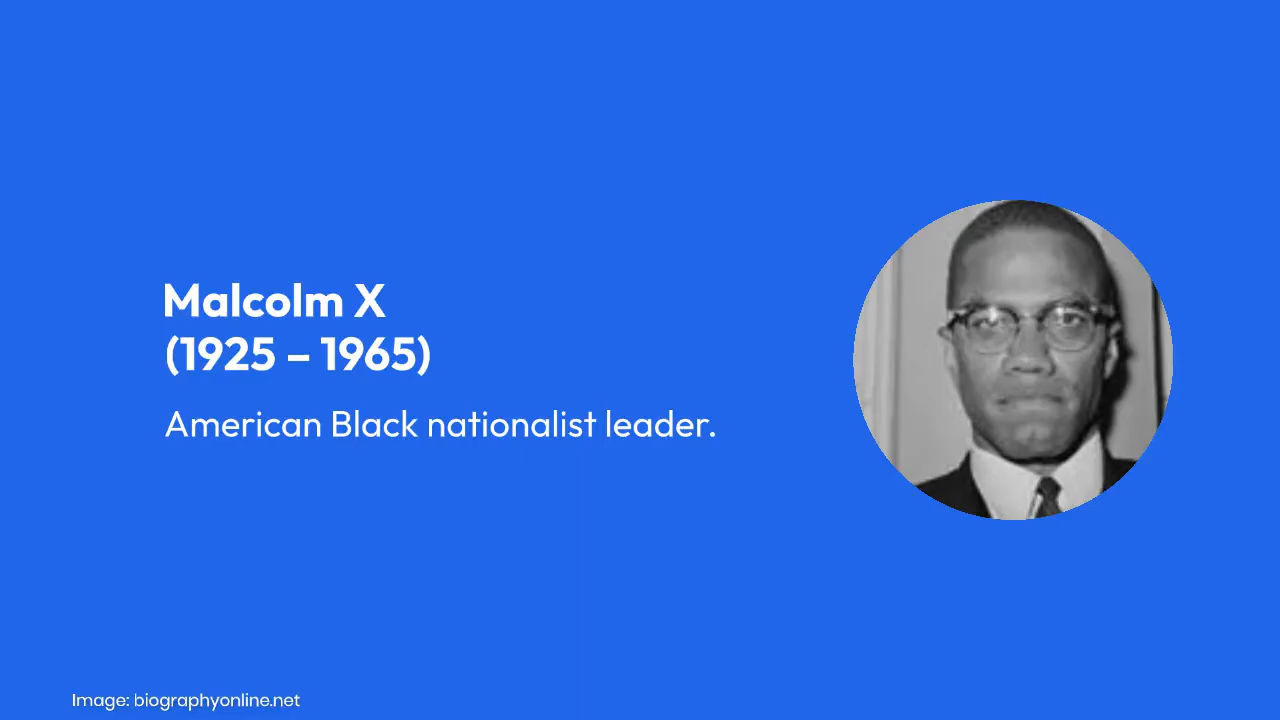 Malcolm X
(1925 – 1965)
American Black nationalist leader.
Image: biographyonline.net